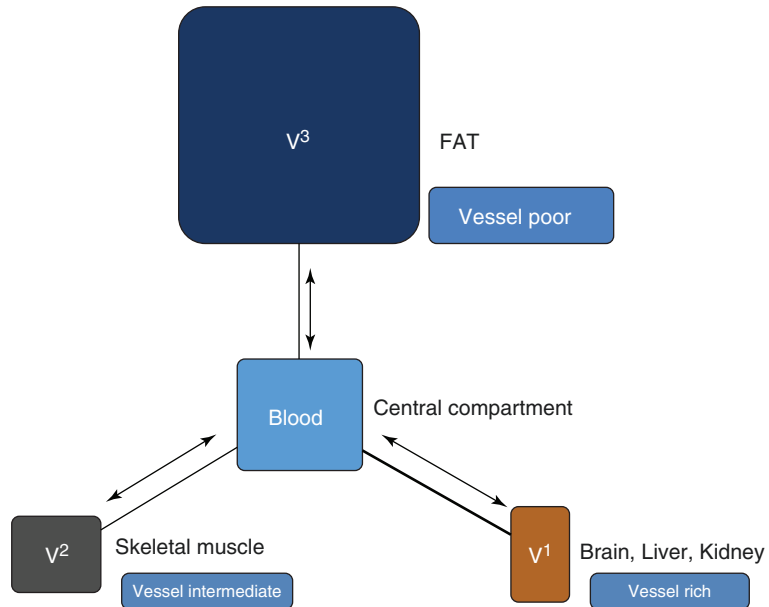 V³
FAT
Vessel poor
Blood
Central compartment
V²
Skeletal muscle
Vessel intermediate
V¹
Brain, Liver, Kidney
Vessel rich